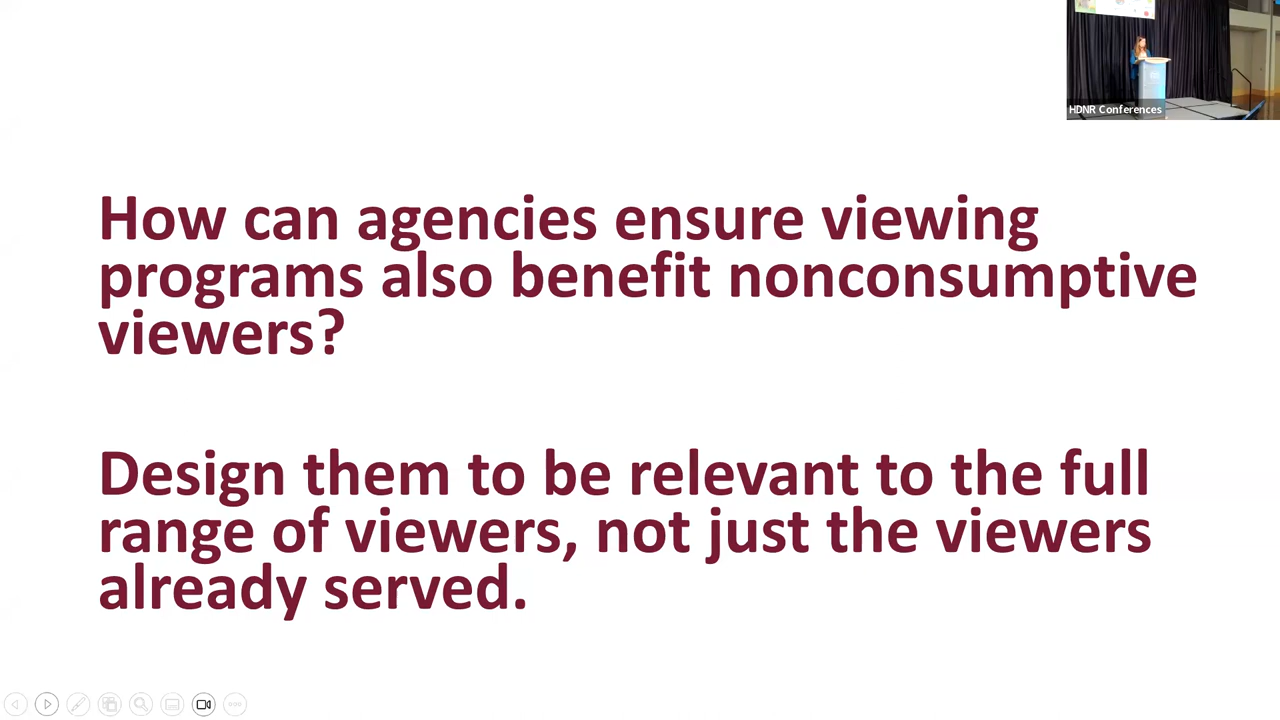 HDNR Conferences
How can agencies ensure viewing
programs also benefit nonconsumptive
viewers?
Design them to be relevant to the full
range of viewers, not just the viewers
already served.